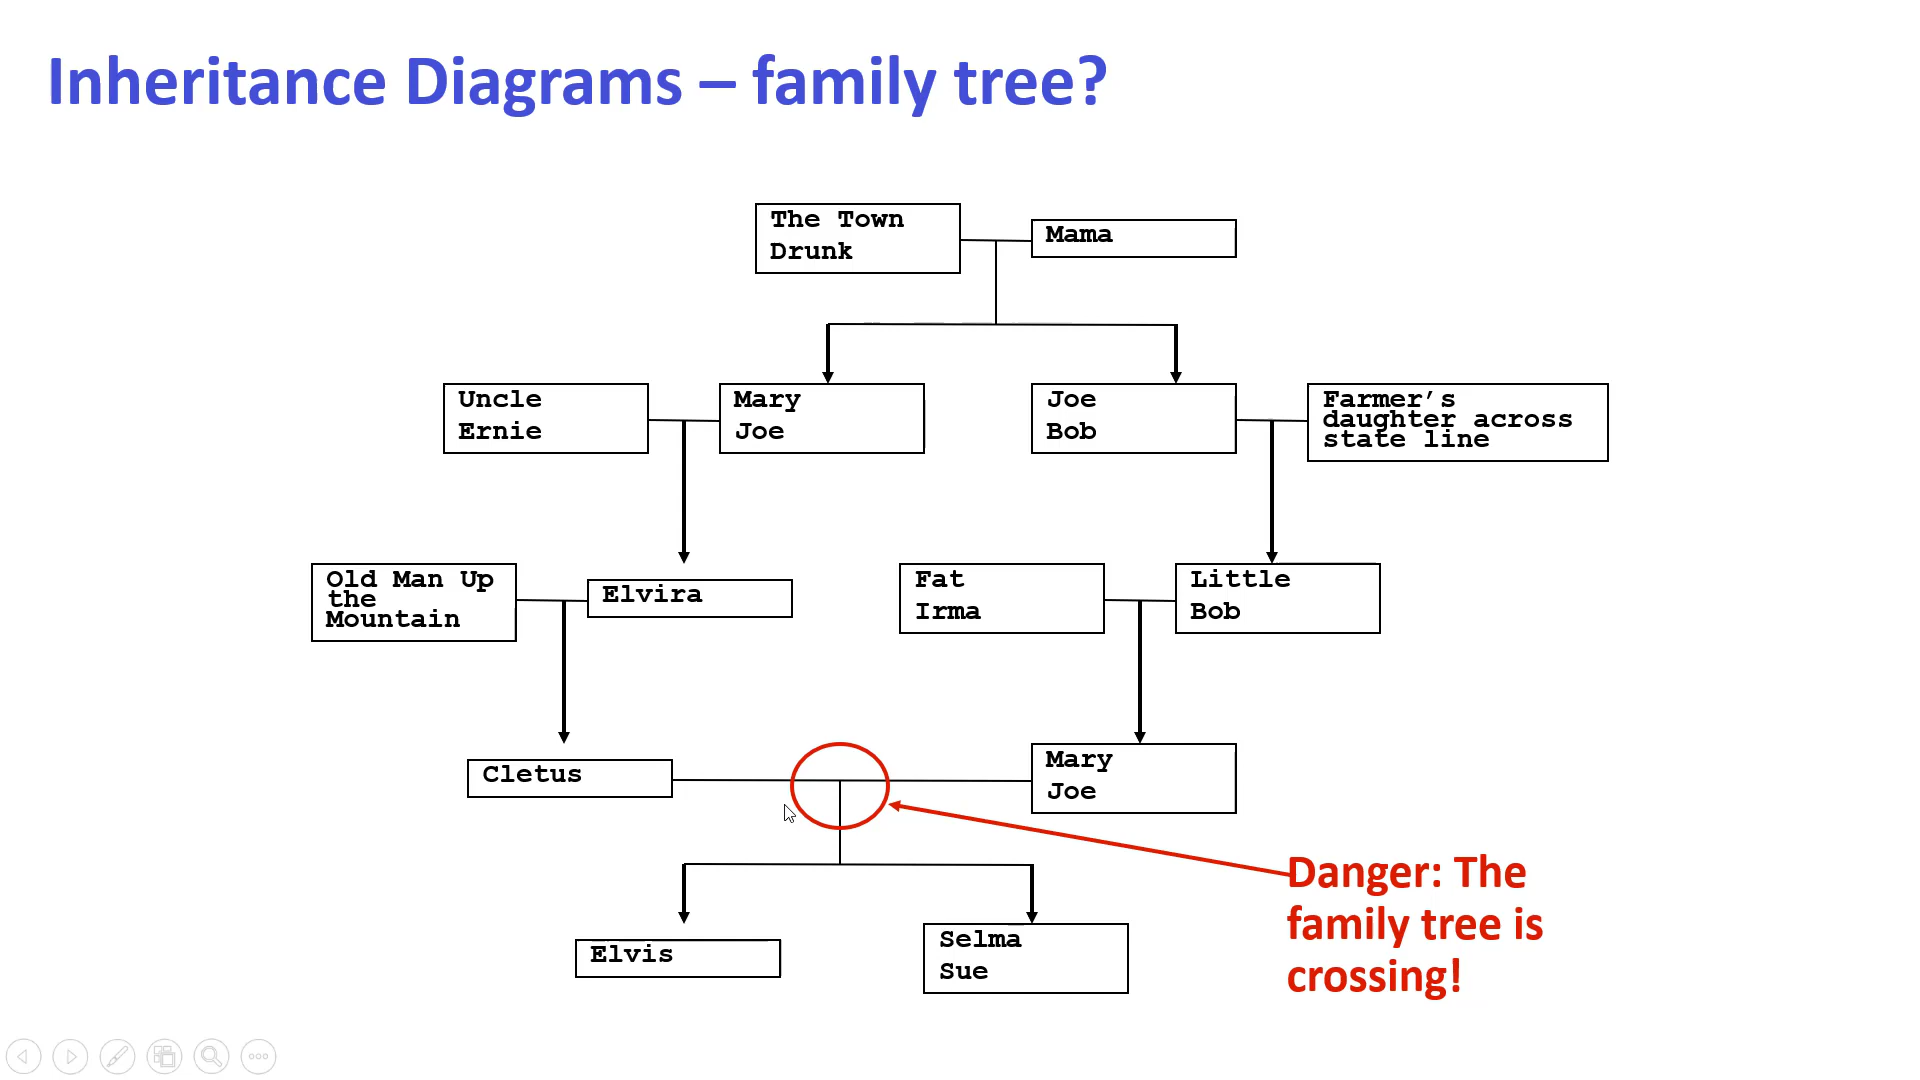 Inheritance Diagrams – family tree?
The Town
Drunk
Mama
Uncle
Ernie
Mary
Joe
Joe
Bob
Farmer’s
daughter across
state line
Old Man Up
the
Mountain
Elvira
Fat
Irma
Little
Bob
Cletus
Mary
Joe
Danger: The
family tree is
crossing!
Elvis
Selma
Sue